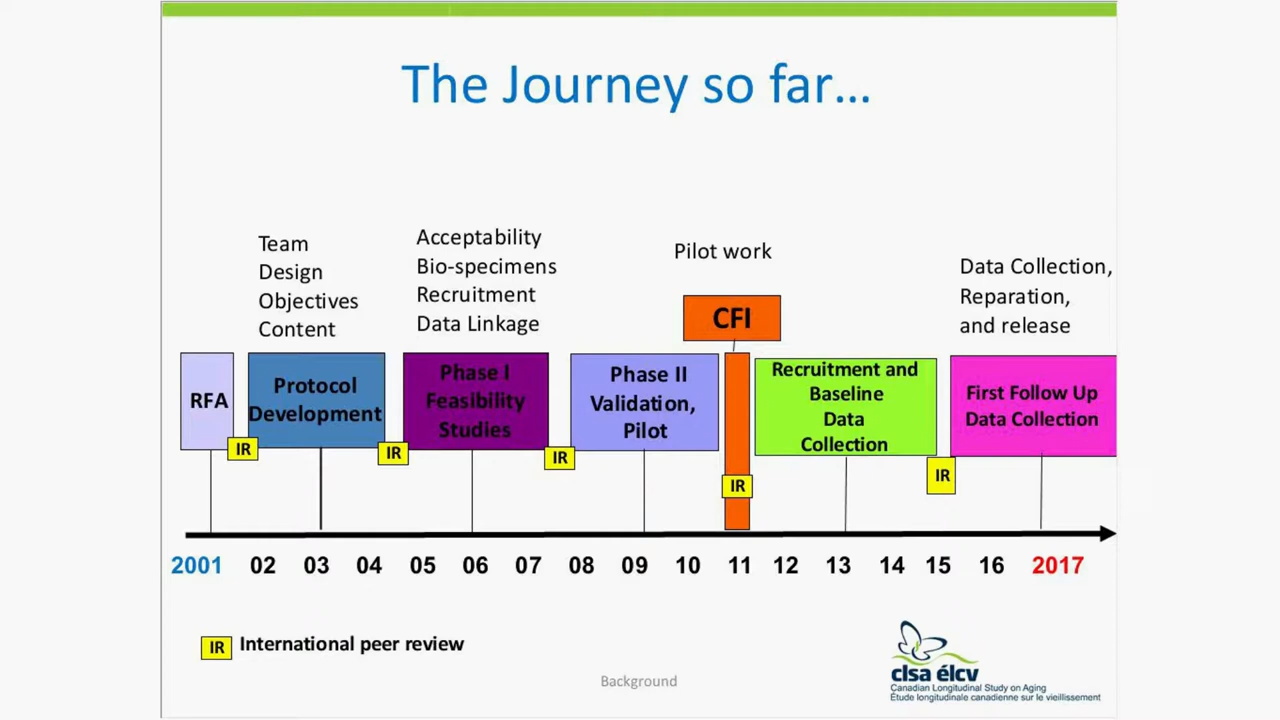 The Journey so far...
Team
Design
Objectives
Content
Acceptability
Bio-specimens
Recruitment
Data Linkage
Pilot work
Data Collection,
Reparation,
and release
CFI
RFA
Protocol
Development
Phase I
Feasibility
Studies
Phase II
Validation,
Pilot
Recruitment and
Baseline
Data
Collection
First Follow Up
Data Collection
IR
IR
IR
IR
IR
2001 02 03 04 05 06 07 08 09 10 11 12 13 14 15 16 2017
IR International peer review
Background
clsa élcv
Canadian Longitudinal Study on Aging
Étude longitudinale canadienne sur le vieillissement